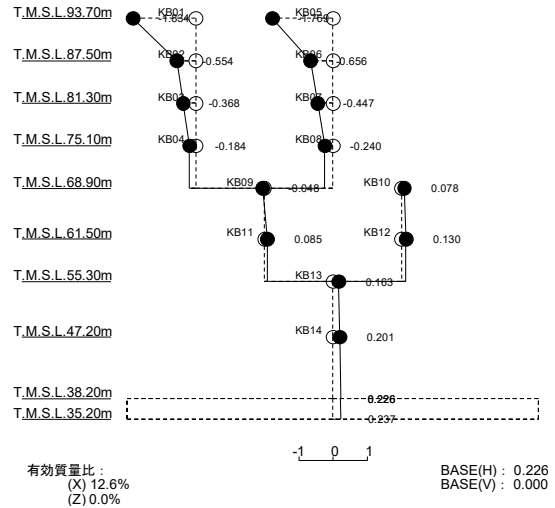 T.M.S.L.93.70m
KB01
-1.834
KB05
-1.769
T.M.S.L.87.50m
KB02
-0.554
KB06
-0.656
T.M.S.L.81.30m
KB03
-0.368
KB07
-0.447
T.M.S.L.75.10m
KB04
-0.184
KB08
-0.240
T.M.S.L.68.90m
KB09
-0.048
KB10
0.078
T.M.S.L.61.50m
KB11
0.085
KB12
0.130
T.M.S.L.55.30m
KB13
0.163
T.M.S.L.47.20m
KB14
0.201
T.M.S.L.38.20m
0.226
T.M.S.L.35.20m
0.237
-1 0 1
有効質量比：
(X) 12.6%
(Z) 0.0%
BASE(H) : 0.226
BASE(V) : 0.000